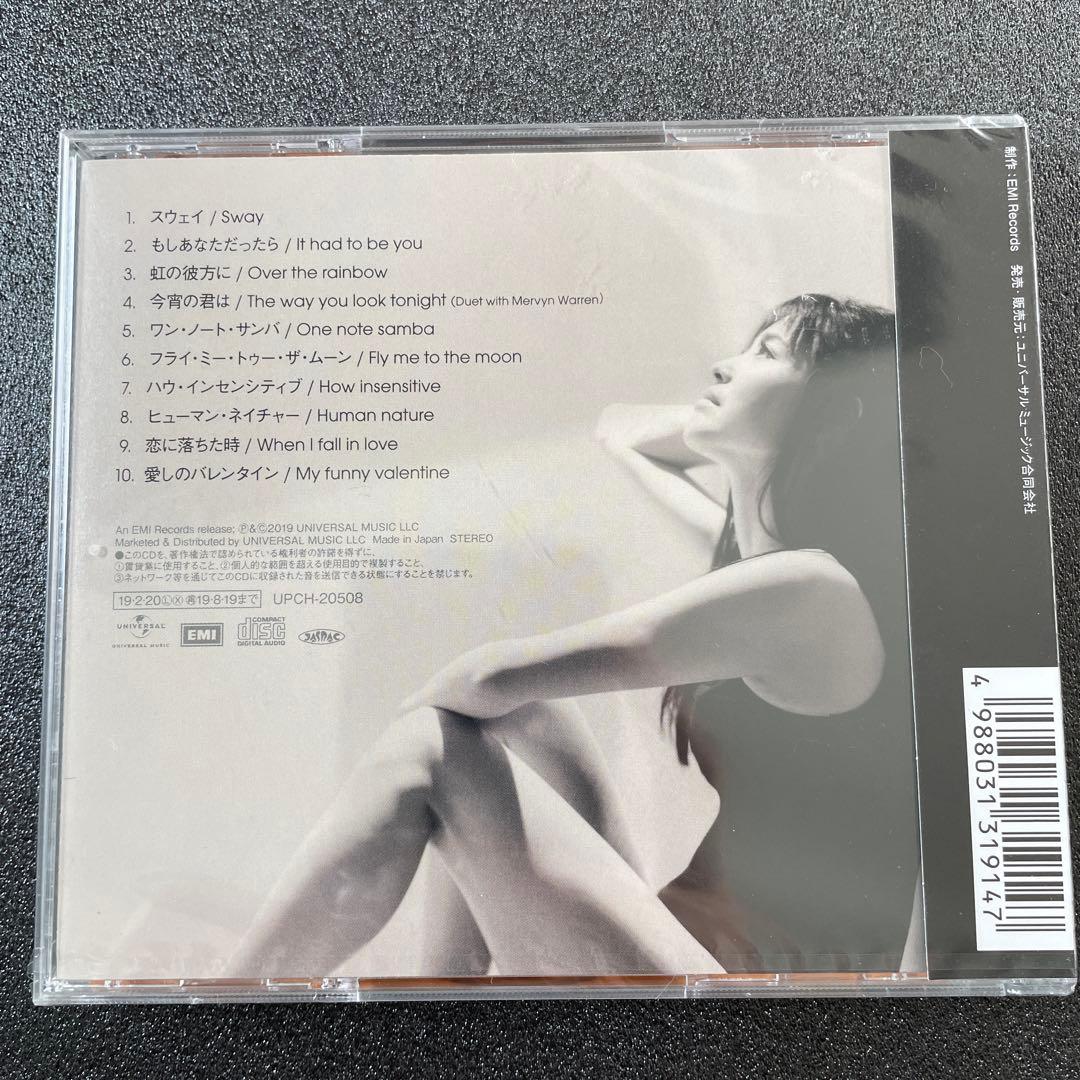 1. スウェイ / Sway
2. もしあなただったら / It had to be you
3. 虹の彼方に / Over the rainbow
4. 今宵の君は / The way you look tonight (Duet with Mervyn Warren)
5. ワン・ノート・サンバ / One note samba
6. フライ・ミー・トゥー・ザ・ムーン / Fly me to the moon
7. ハウ・インセンシティブ / How insensitive
8. ヒューマン・ネイチャー / Human nature
9. 恋に落ちた時 / When I fall in love
10. 愛しのバレンタイン / My funny valentine
An EMI Records release; ℗&©2019 UNIVERSAL MUSIC LLC
Marketed & Distributed by UNIVERSAL MUSIC LLC Made in Japan STEREO
●このCDを、著作権法で認められている権利者の許諾を得ずに、
①賃貸業に使用すること、②個人的な範囲を超える使用目的で複製すること、
③ネットワーク等を通じてこのCDに収録された音を送信できる状態にすることを禁じます。
19・2・20ⓁⓍ再19・8・19まで UPCH-20508
UNIVERSAL
UNIVERSAL MUSIC
EMI
COMPACT
disc
DIGITAL AUDIO
JASRAC
制作:EMI Records 発売・販売元:ユニバーサル ミュージック合同会社
4 988031 319147